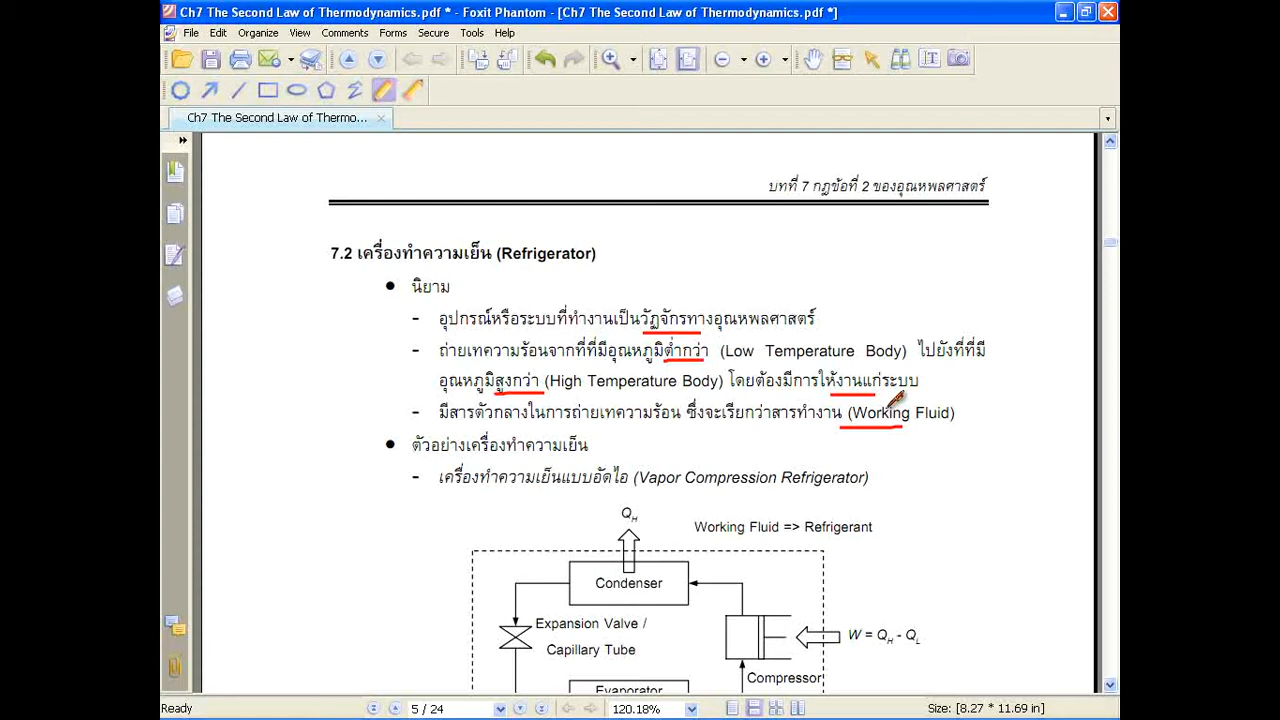 Ch7 The Second Law of Thermodynamics.pdf * - Foxit Phantom - [Ch7 The Second Law of Thermodynamics.pdf *]
File Edit Organize View Comments Forms Secure Tools Help
Ch7 The Second Law of Thermo...
บทที่ 7 กฎข้อที่ 2 ของอุณหพลศาสตร์
7.2 เครื่องทำความเย็น (Refrigerator)
● นิยาม
- อุปกรณ์หรือระบบที่ทำงานเป็นวัฏจักรทางอุณหพลศาสตร์
- ถ่ายเทความร้อนจากที่ที่มีอุณหภูมิต่ำกว่า (Low Temperature Body) ไปยังที่ที่มี
อุณหภูมิสูงกว่า (High Temperature Body) โดยต้องมีการให้งานแก่ระบบ
- มีสารตัวกลางในการถ่ายเทความร้อน ซึ่งจะเรียกว่าสารทำงาน (Working Fluid)
● ตัวอย่างเครื่องทำความเย็น
- เครื่องทำความเย็นแบบอัดไอ (Vapor Compression Refrigerator)
QH
Working Fluid => Refrigerant
Condenser
Expansion Valve /
Capillary Tube
W = QH - QL
Compressor
Evaporator
Ready 5 / 24 120.18% Size: [8.27 * 11.69 in]